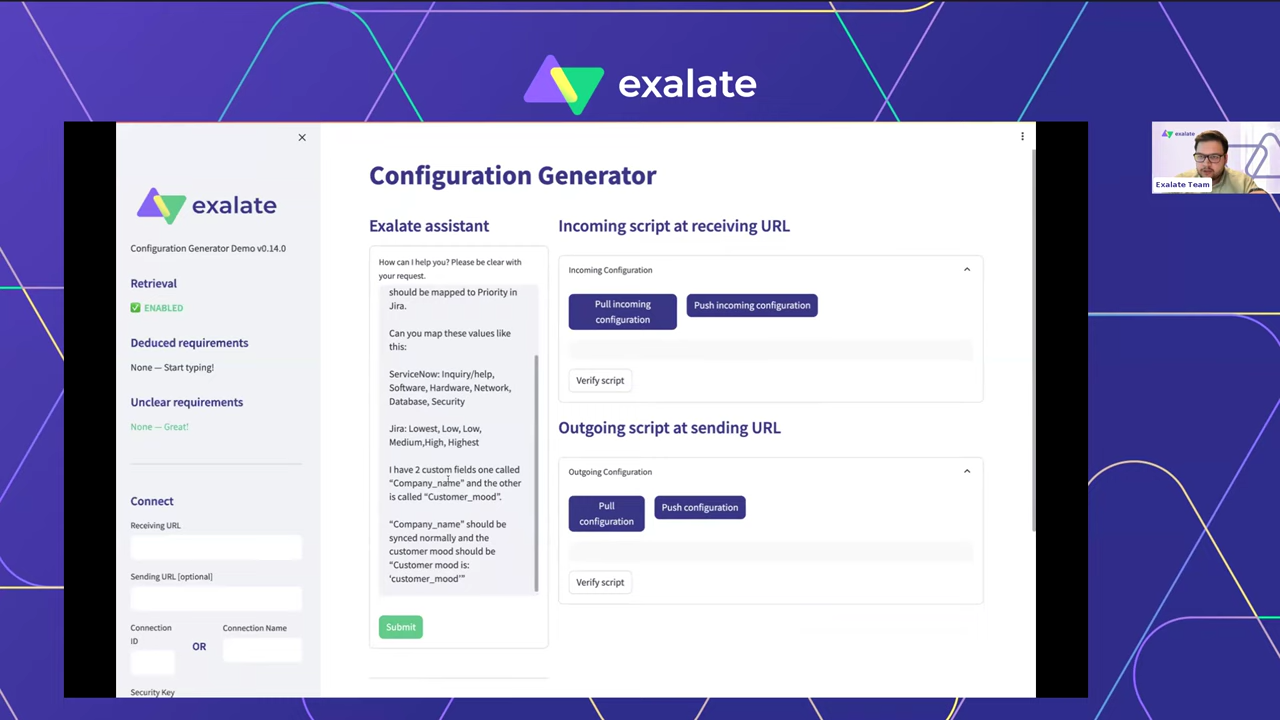 exalate
exalate
Exalate Team
exalate
Configuration Generator Demo v0.14.0
Retrieval
✅ ENABLED
Deduced requirements
None — Start typing!
Unclear requirements
None — Great!
Connect
Receiving URL
Sending URL [optional]
Connection
ID
OR
Connection Name
Security Key
Configuration Generator
Exalate assistant
How can I help you? Please be clear with
your request.
should be mapped to Priority in
Jira.
Can you map these values like
this:
ServiceNow: Inquiry/help,
Software, Hardware, Network,
Database, Security
Jira: Lowest, Low, Low,
Medium,High, Highest
I have 2 custom fields one called
“Company_name” and the other
is called “Customer_mood”.
“Company_name” should be
synced normally and the
customer mood should be
“Customer mood is:
‘customer_mood’”
Submit
Incoming script at receiving URL
Incoming Configuration
Pull incoming
configuration
Push incoming configuration
Verify script
Outgoing script at sending URL
Outgoing Configuration
Pull
configuration
Push configuration
Verify script